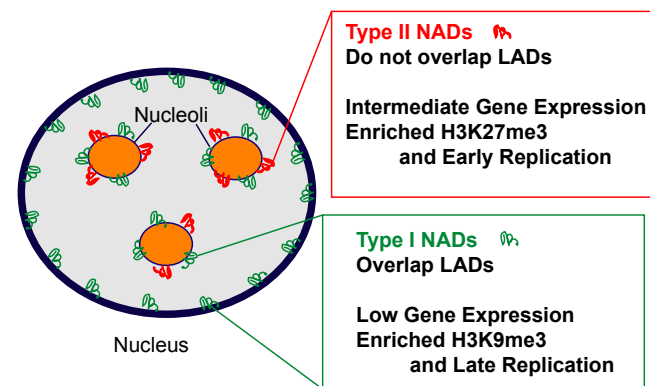 Type II NADs
Do not overlap LADs
Intermediate Gene Expression
Enriched H3K27me3
and Early Replication
Nucleoli
Type I NADs
Overlap LADs
Low Gene Expression
Enriched H3K9me3
and Late Replication
Nucleus